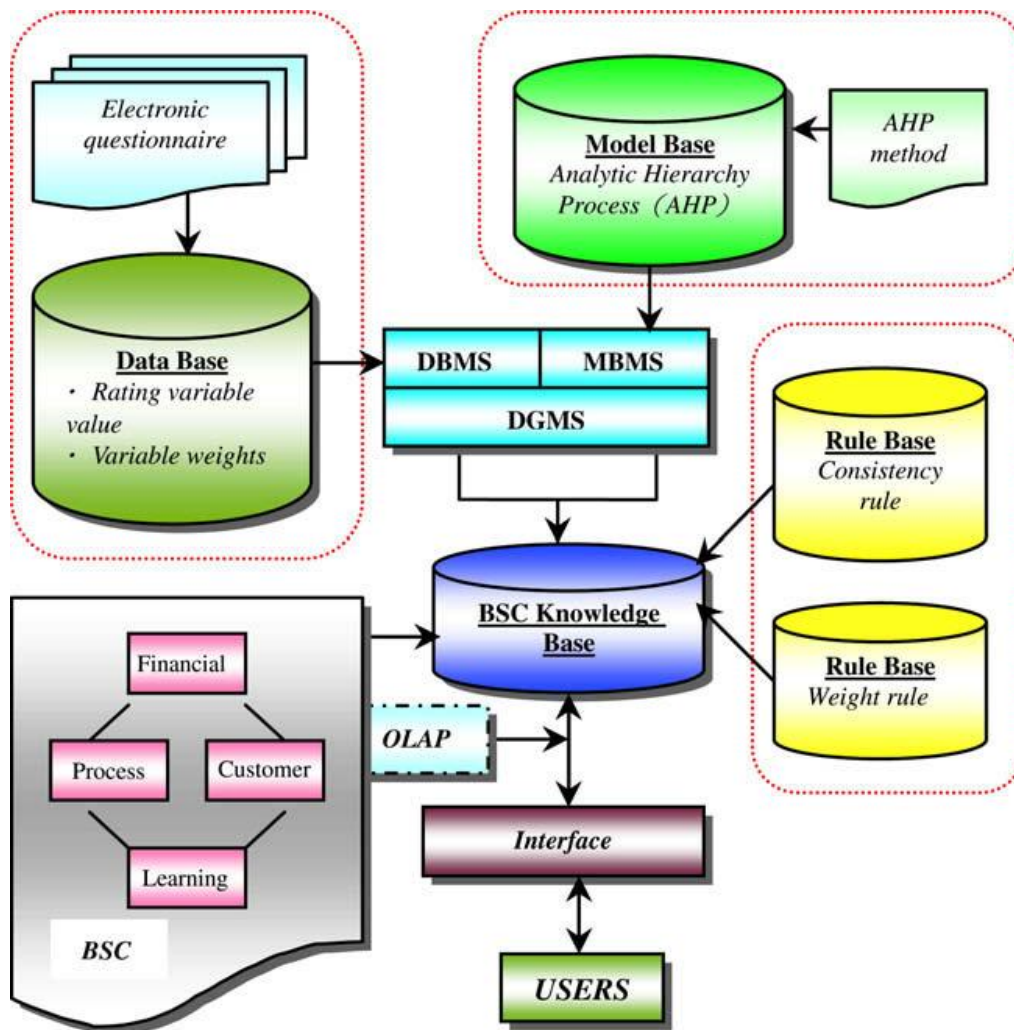 Electronic
questionnaire
Model Base
Analytic Hierarchy
Process（AHP）
AHP
method
Data Base
・ Rating variable
value
・ Variable weights
DBMS
MBMS
DGMS
Rule Base
Consistency
rule
BSC Knowledge
Base
Rule Base
Weight rule
Financial
Process
Customer
Learning
BSC
OLAP
Interface
USERS